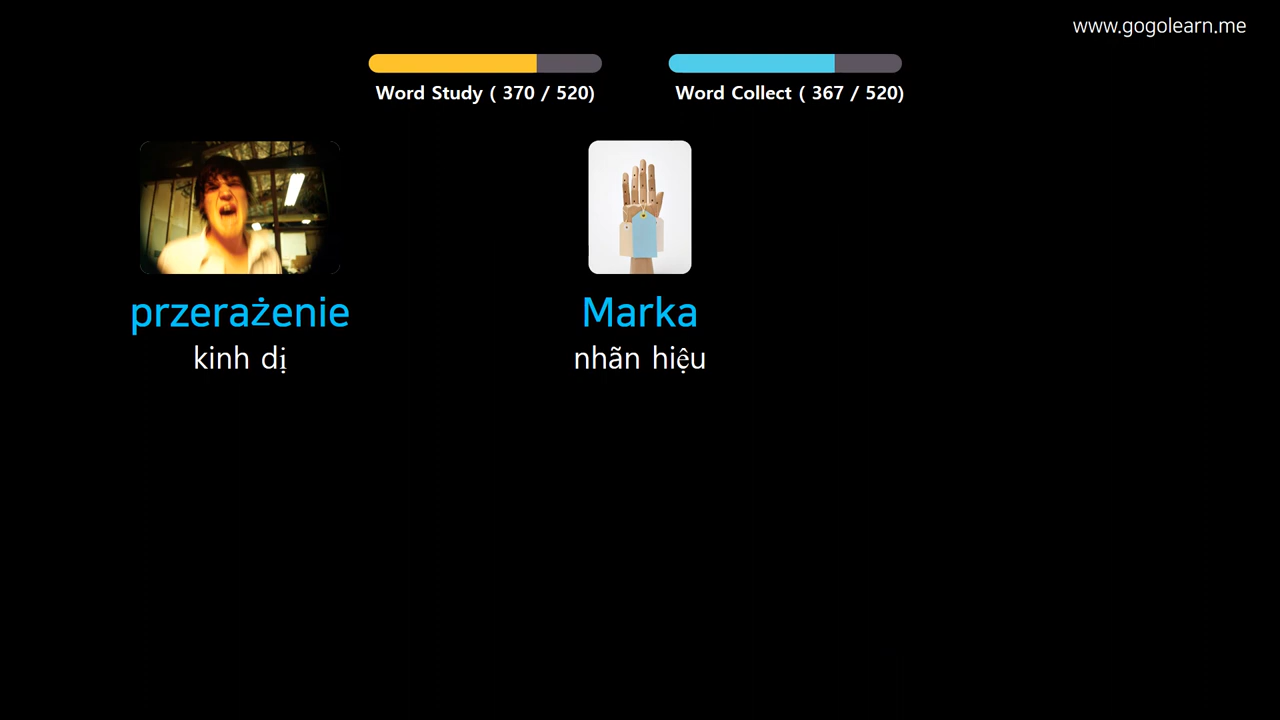 www.gogolearn.me
Word Study ( 370 / 520)
Word Collect ( 367 / 520)
przerażenie
Marka
kinh dị
nhãn hiệu